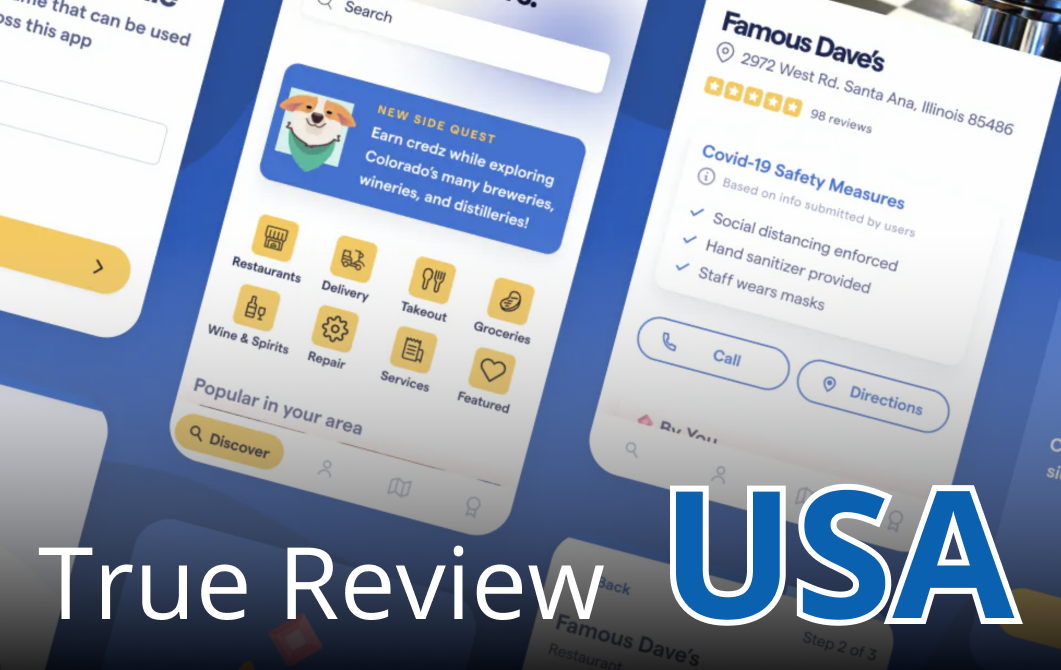 me that can be used
oss this app
Search
NEW SIDE QUEST
Earn credz while exploring
Colorado's many breweries,
wineries, and distilleries!
Restaurants
Delivery
Takeout
Groceries
Wine & Spirits
Repair
Services
Featured
Popular in your area
Discover
Famous Dave's
2972 West Rd. Santa Ana, Illinois 85486
98 reviews
Covid-19 Safety Measures
Based on info submitted by users
Social distancing enforced
Hand sanitizer provided
Staff wears masks
Call
Directions
By You
Back
Famous Dave's
Restaurant
Step 2 of 3
True Review USA